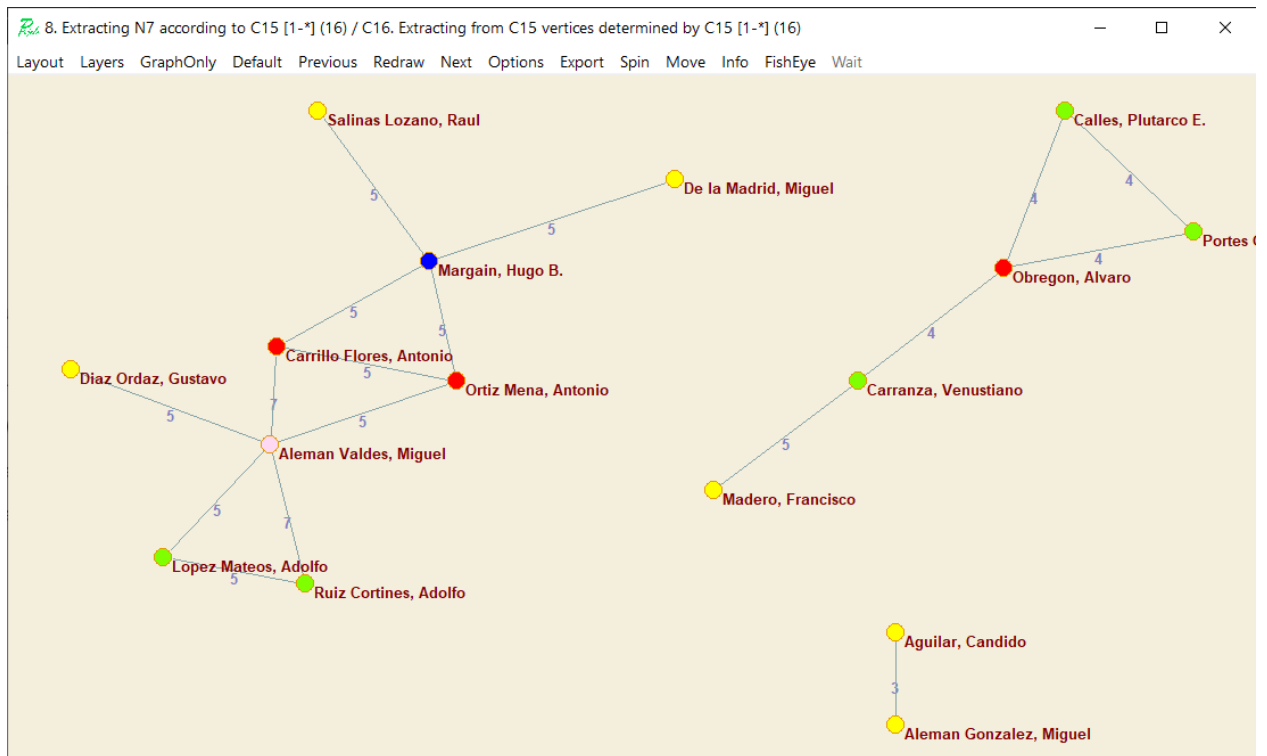 8. Extracting N7 according to C15 [1-*] (16) / C16. Extracting from C15 vertices determined by C15 [1-*] (16)
Layout Layers GraphOnly Default Previous Redraw Next Options Export Spin Move Info FishEye Wait
Salinas Lozano, Raul
Calles, Plutarco E.
5
4
4
De la Madrid, Miguel
5
Portes
4
Margain, Hugo B.
Obregon, Alvaro
5
5
4
Carrillo Flores, Antonio
5
Diaz Ordaz, Gustavo
Ortiz Mena, Antonio
Carranza, Venustiano
5
7
5
Aleman Valdes, Miguel
5
Madero, Francisco
5
7
Lopez Mateos, Adolfo
5
Ruiz Cortines, Adolfo
Aguilar, Candido
3
Aleman Gonzalez, Miguel